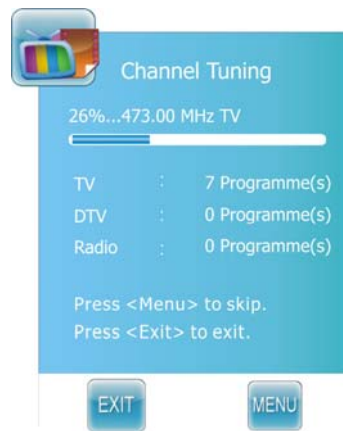 Channel Tuning
26%...473.00 MHz TV
TV : 7 Programme(s)
DTV : 0 Programme(s)
Radio : 0 Programme(s)
Press <Menu> to skip.
Press <Exit> to exit.
EXIT MENU